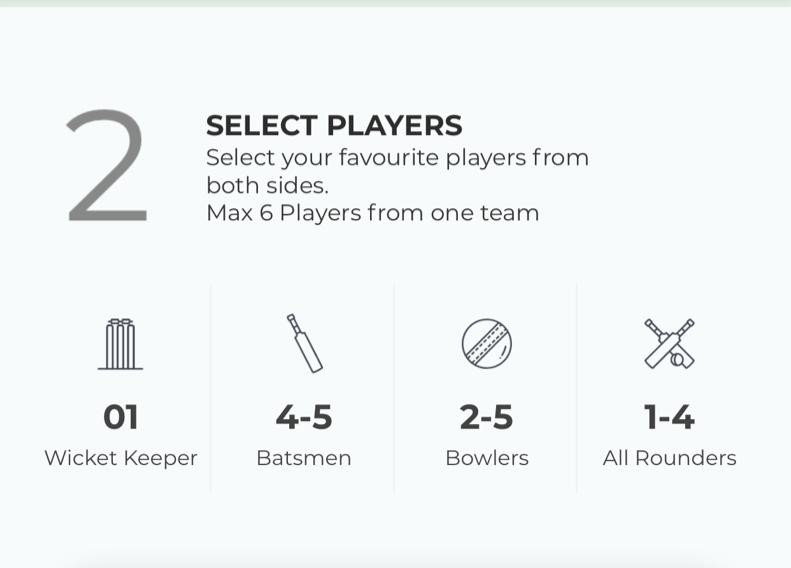 2
SELECT PLAYERS
Select your favourite players from
both sides.
Max 6 Players from one team
01
Wicket Keeper
4-5
Batsmen
2-5
Bowlers
1-4
All Rounders